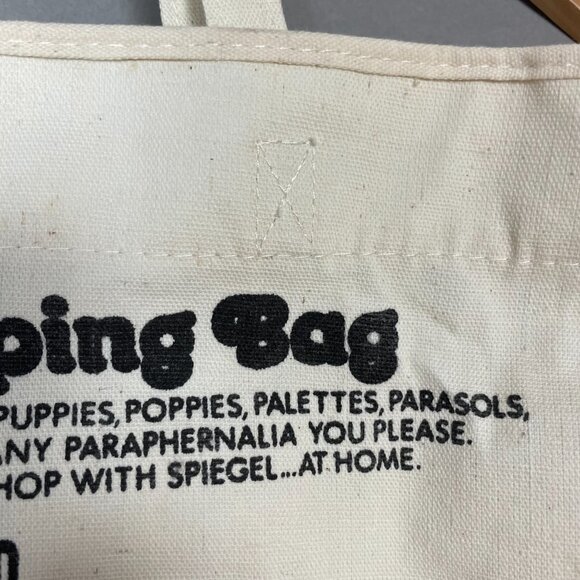 ping Bag
PUPPIES, POPPIES, PALETTES, PARASOLS,
ANY PARAPHERNALIA YOU PLEASE.
HOP WITH SPIEGEL...AT HOME.